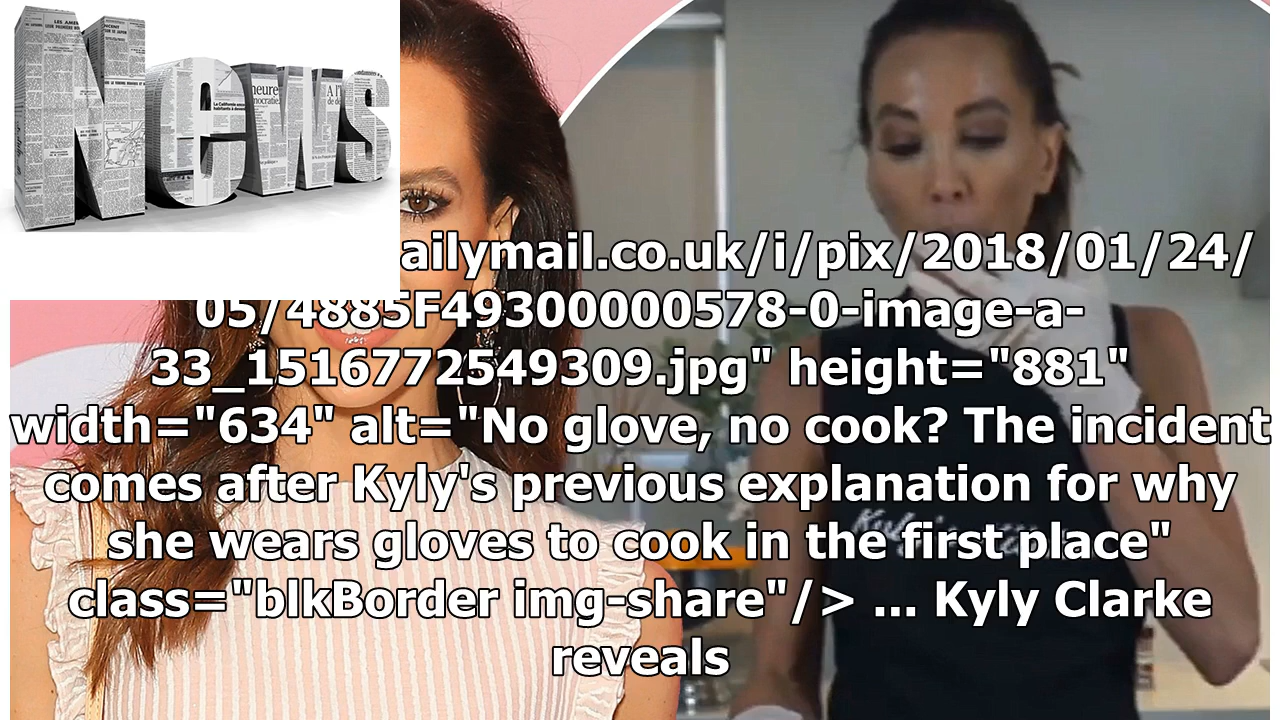 News
ailymail.co.uk/i/pix/2018/01/24/
05/4885F49300000578-0-image-a-
33_1516772549309.jpg" height="881"
width="634" alt="No glove, no cook? The incident
comes after Kyly's previous explanation for why
she wears gloves to cook in the first place"
class="blkBorder img-share"/> ... Kyly Clarke
reveals